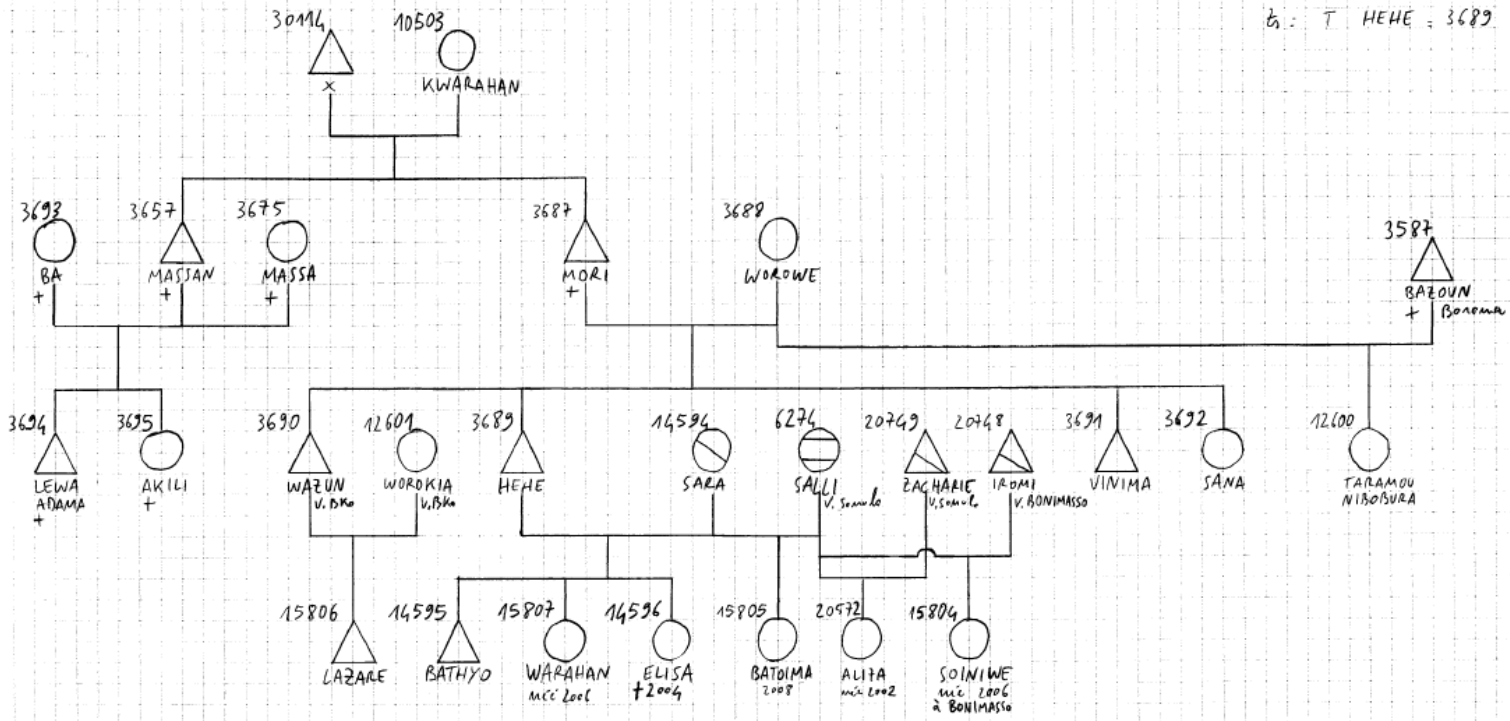 T HEHE = 3689
30114
10503
×
KWARAHAN
3693
3657
3675
3687
3688
3587
BA
+
MASSAN
+
MASSA
+
MORI
+
WOROWE
BAZOUN
+ Boroma
3694
3695
3690
12601
3689
14594
6274
20749
20748
3691
3692
12600
LEWA
ADAMA
+
AKILI
+
WAZUN
V. BKo
WOROKIA
V. BKo
HEHE
SARA
SALLI
V. Somulo
ZACHARIE
V. Somulo
IROMI
V. BONIMASSO
VINIMA
SANA
TARAMOU
NIBOBURA
15806
14595
15807
14596
15805
20572
15804
LAZARE
BATHYO
WARAHAN
née 2006
ELISA
+2004
BATOIMA
2008
ALITA
née 2002
SOINIWE
née 2006
à BONIMASSO